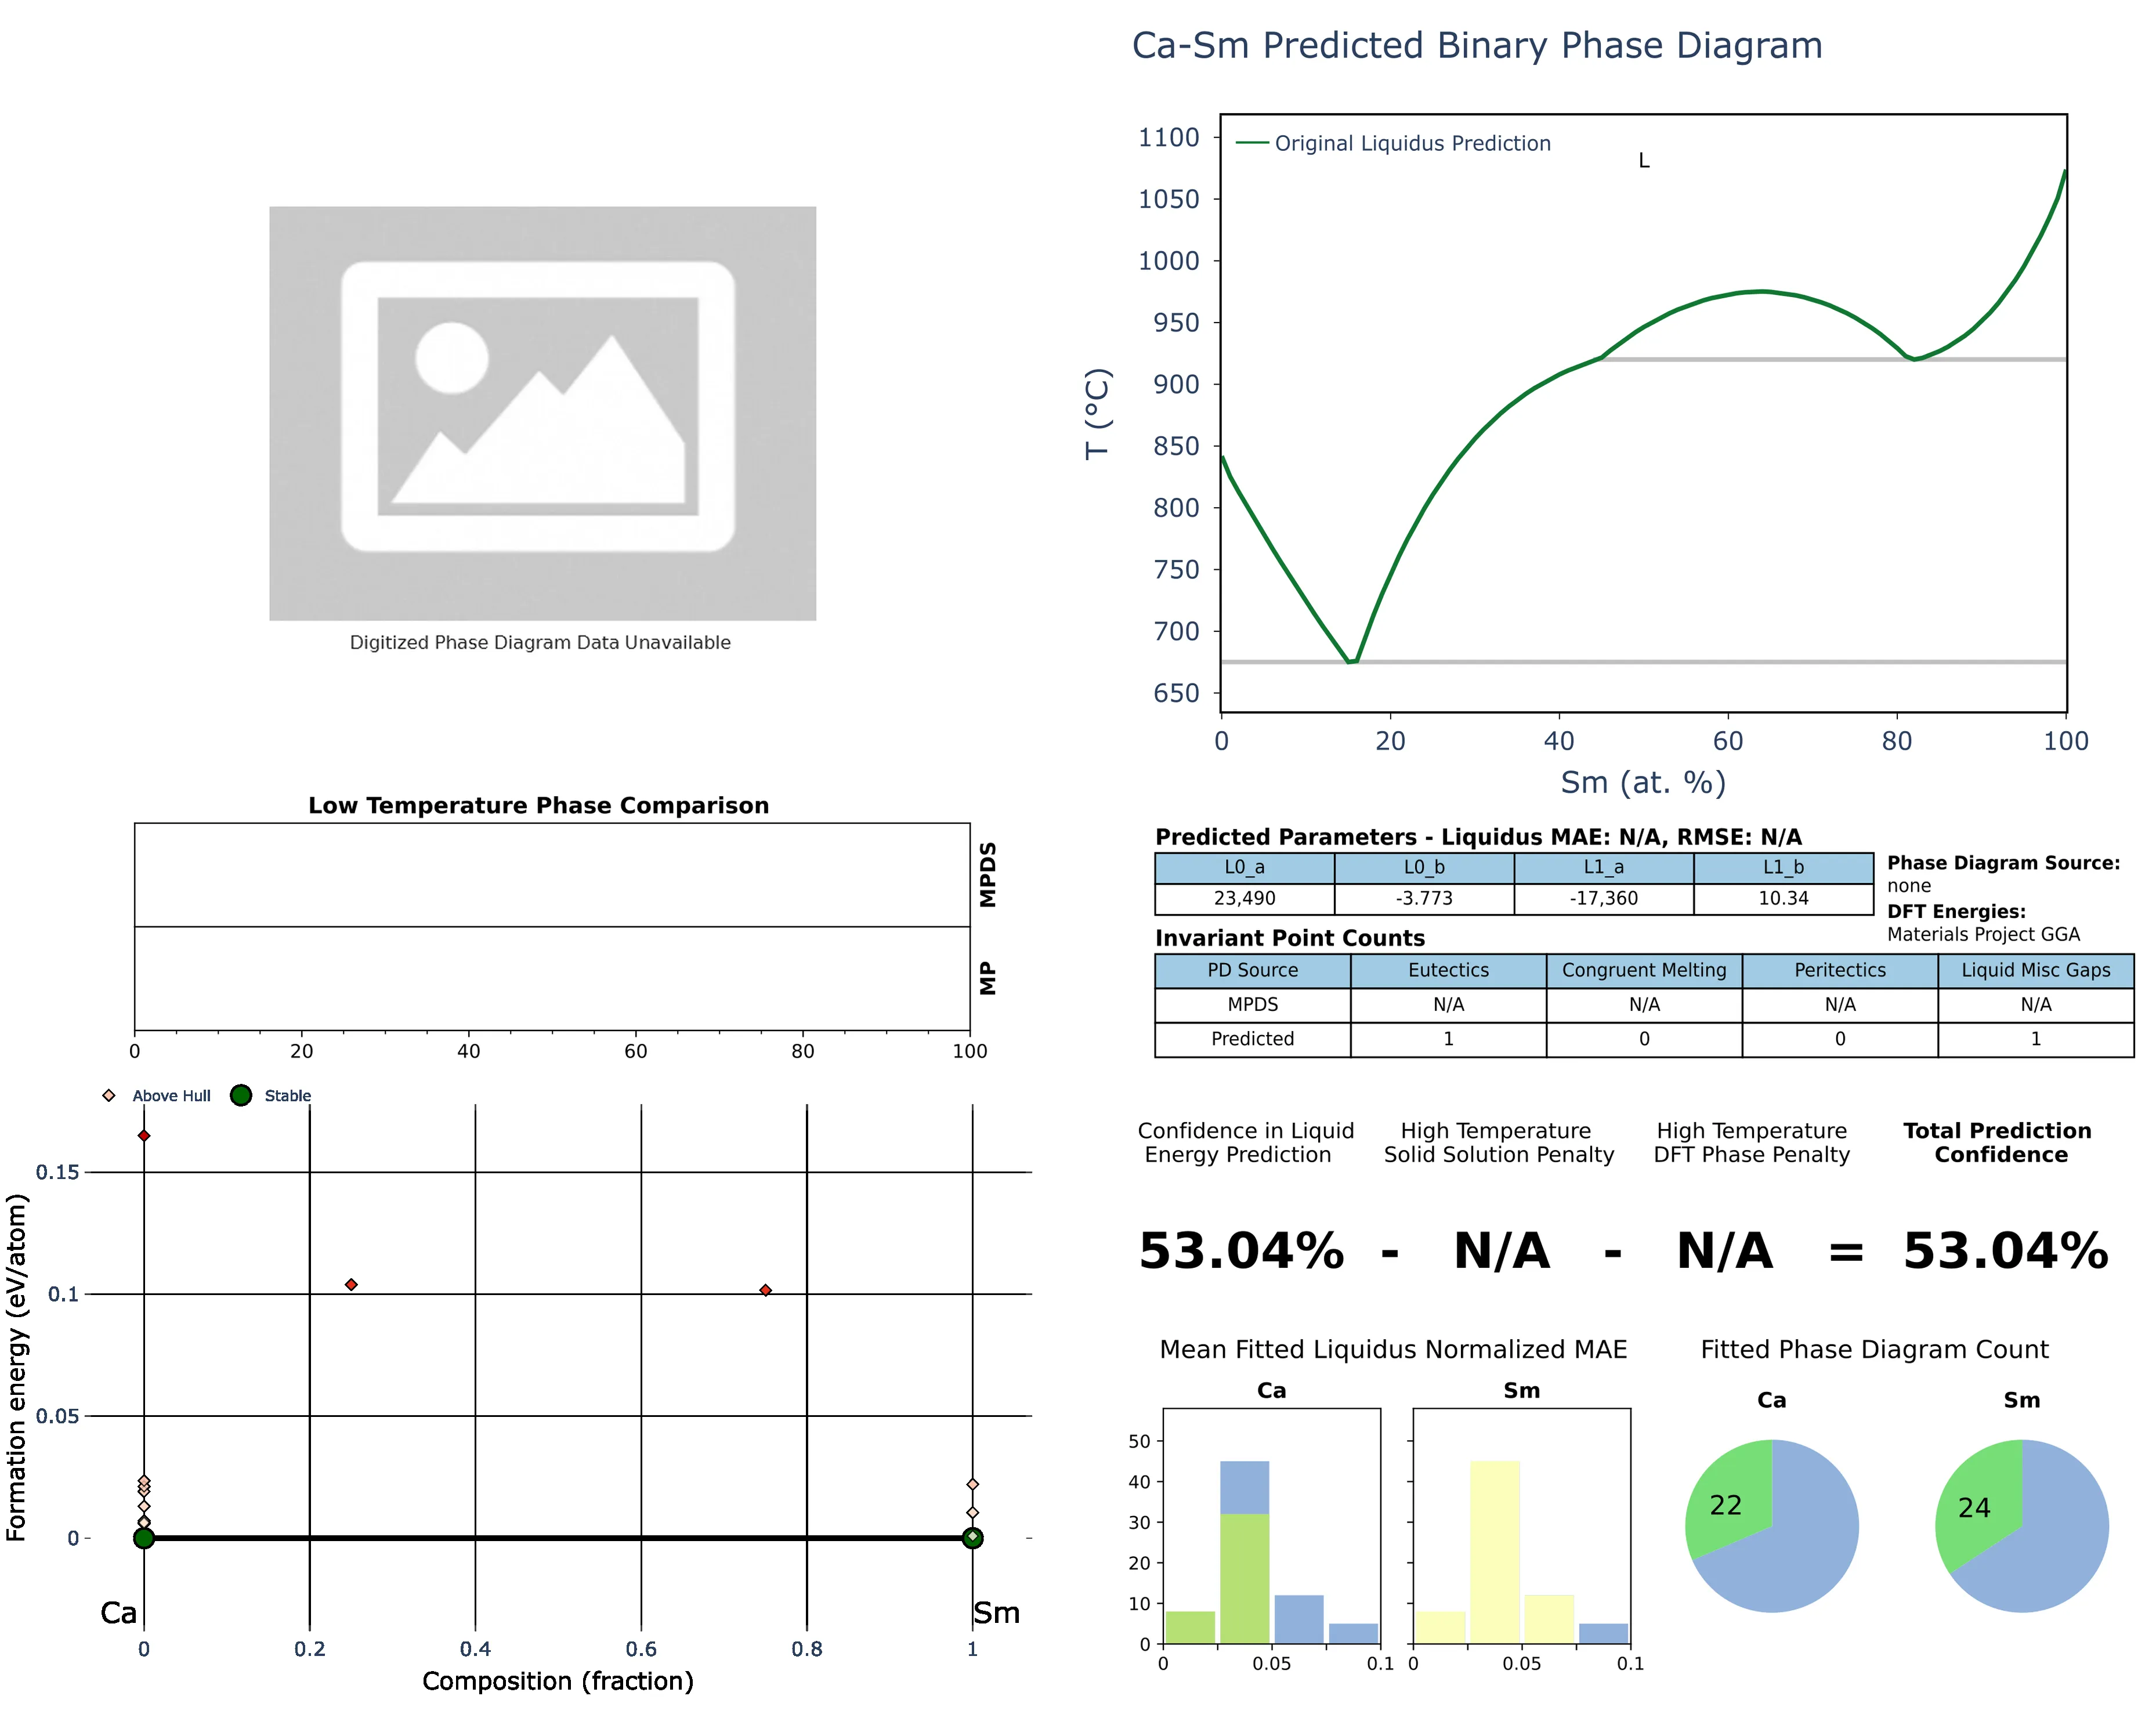 Ca-Sm Predicted Binary Phase Diagram
Original Liquidus Prediction
L
1100
1050
1000
950
900
850
800
750
700
650
T (°C)
0 20 40 60 80 100
Sm (at. %)
Digitized Phase Diagram Data Unavailable
Low Temperature Phase Comparison
MPDS
MP
0 20 40 60 80 100
Predicted Parameters - Liquidus MAE: N/A, RMSE: N/A
L0_a L0_b L1_a L1_b
23,490 -3.773 -17,360 10.34
Phase Diagram Source:
none
DFT Energies:
Materials Project GGA
Invariant Point Counts
PD Source Eutectics Congruent Melting Peritectics Liquid Misc Gaps
MPDS N/A N/A N/A N/A
Predicted 1 0 0 1
Above Hull Stable
0.15
0.1
0.05
0
Formation energy (eV/atom)
Ca Sm
0 0.2 0.4 0.6 0.8 1
Composition (fraction)
Confidence in Liquid
Energy Prediction
High Temperature
Solid Solution Penalty
High Temperature
DFT Phase Penalty
Total Prediction
Confidence
53.04% - N/A - N/A = 53.04%
Mean Fitted Liquidus Normalized MAE
Ca Sm
50
40
30
20
10
0
0 0.05 0.1 0 0.05 0.1
Fitted Phase Diagram Count
Ca Sm
22 24